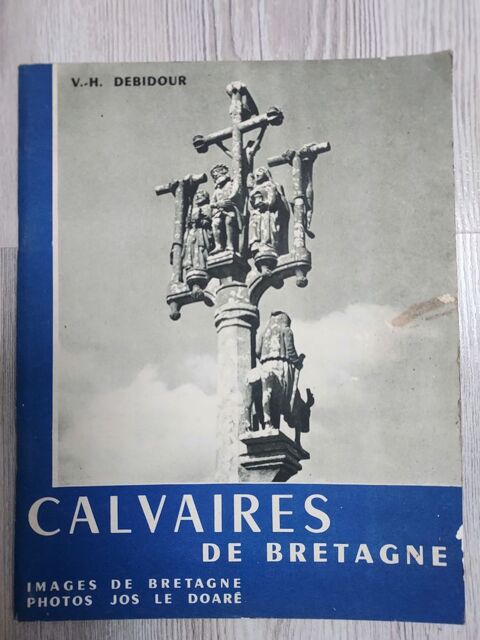 V.-H. DEBIDOUR
CALVAIRES
DE BRETAGNE
IMAGES DE BRETAGNE
PHOTOS JOS LE DOARÉ